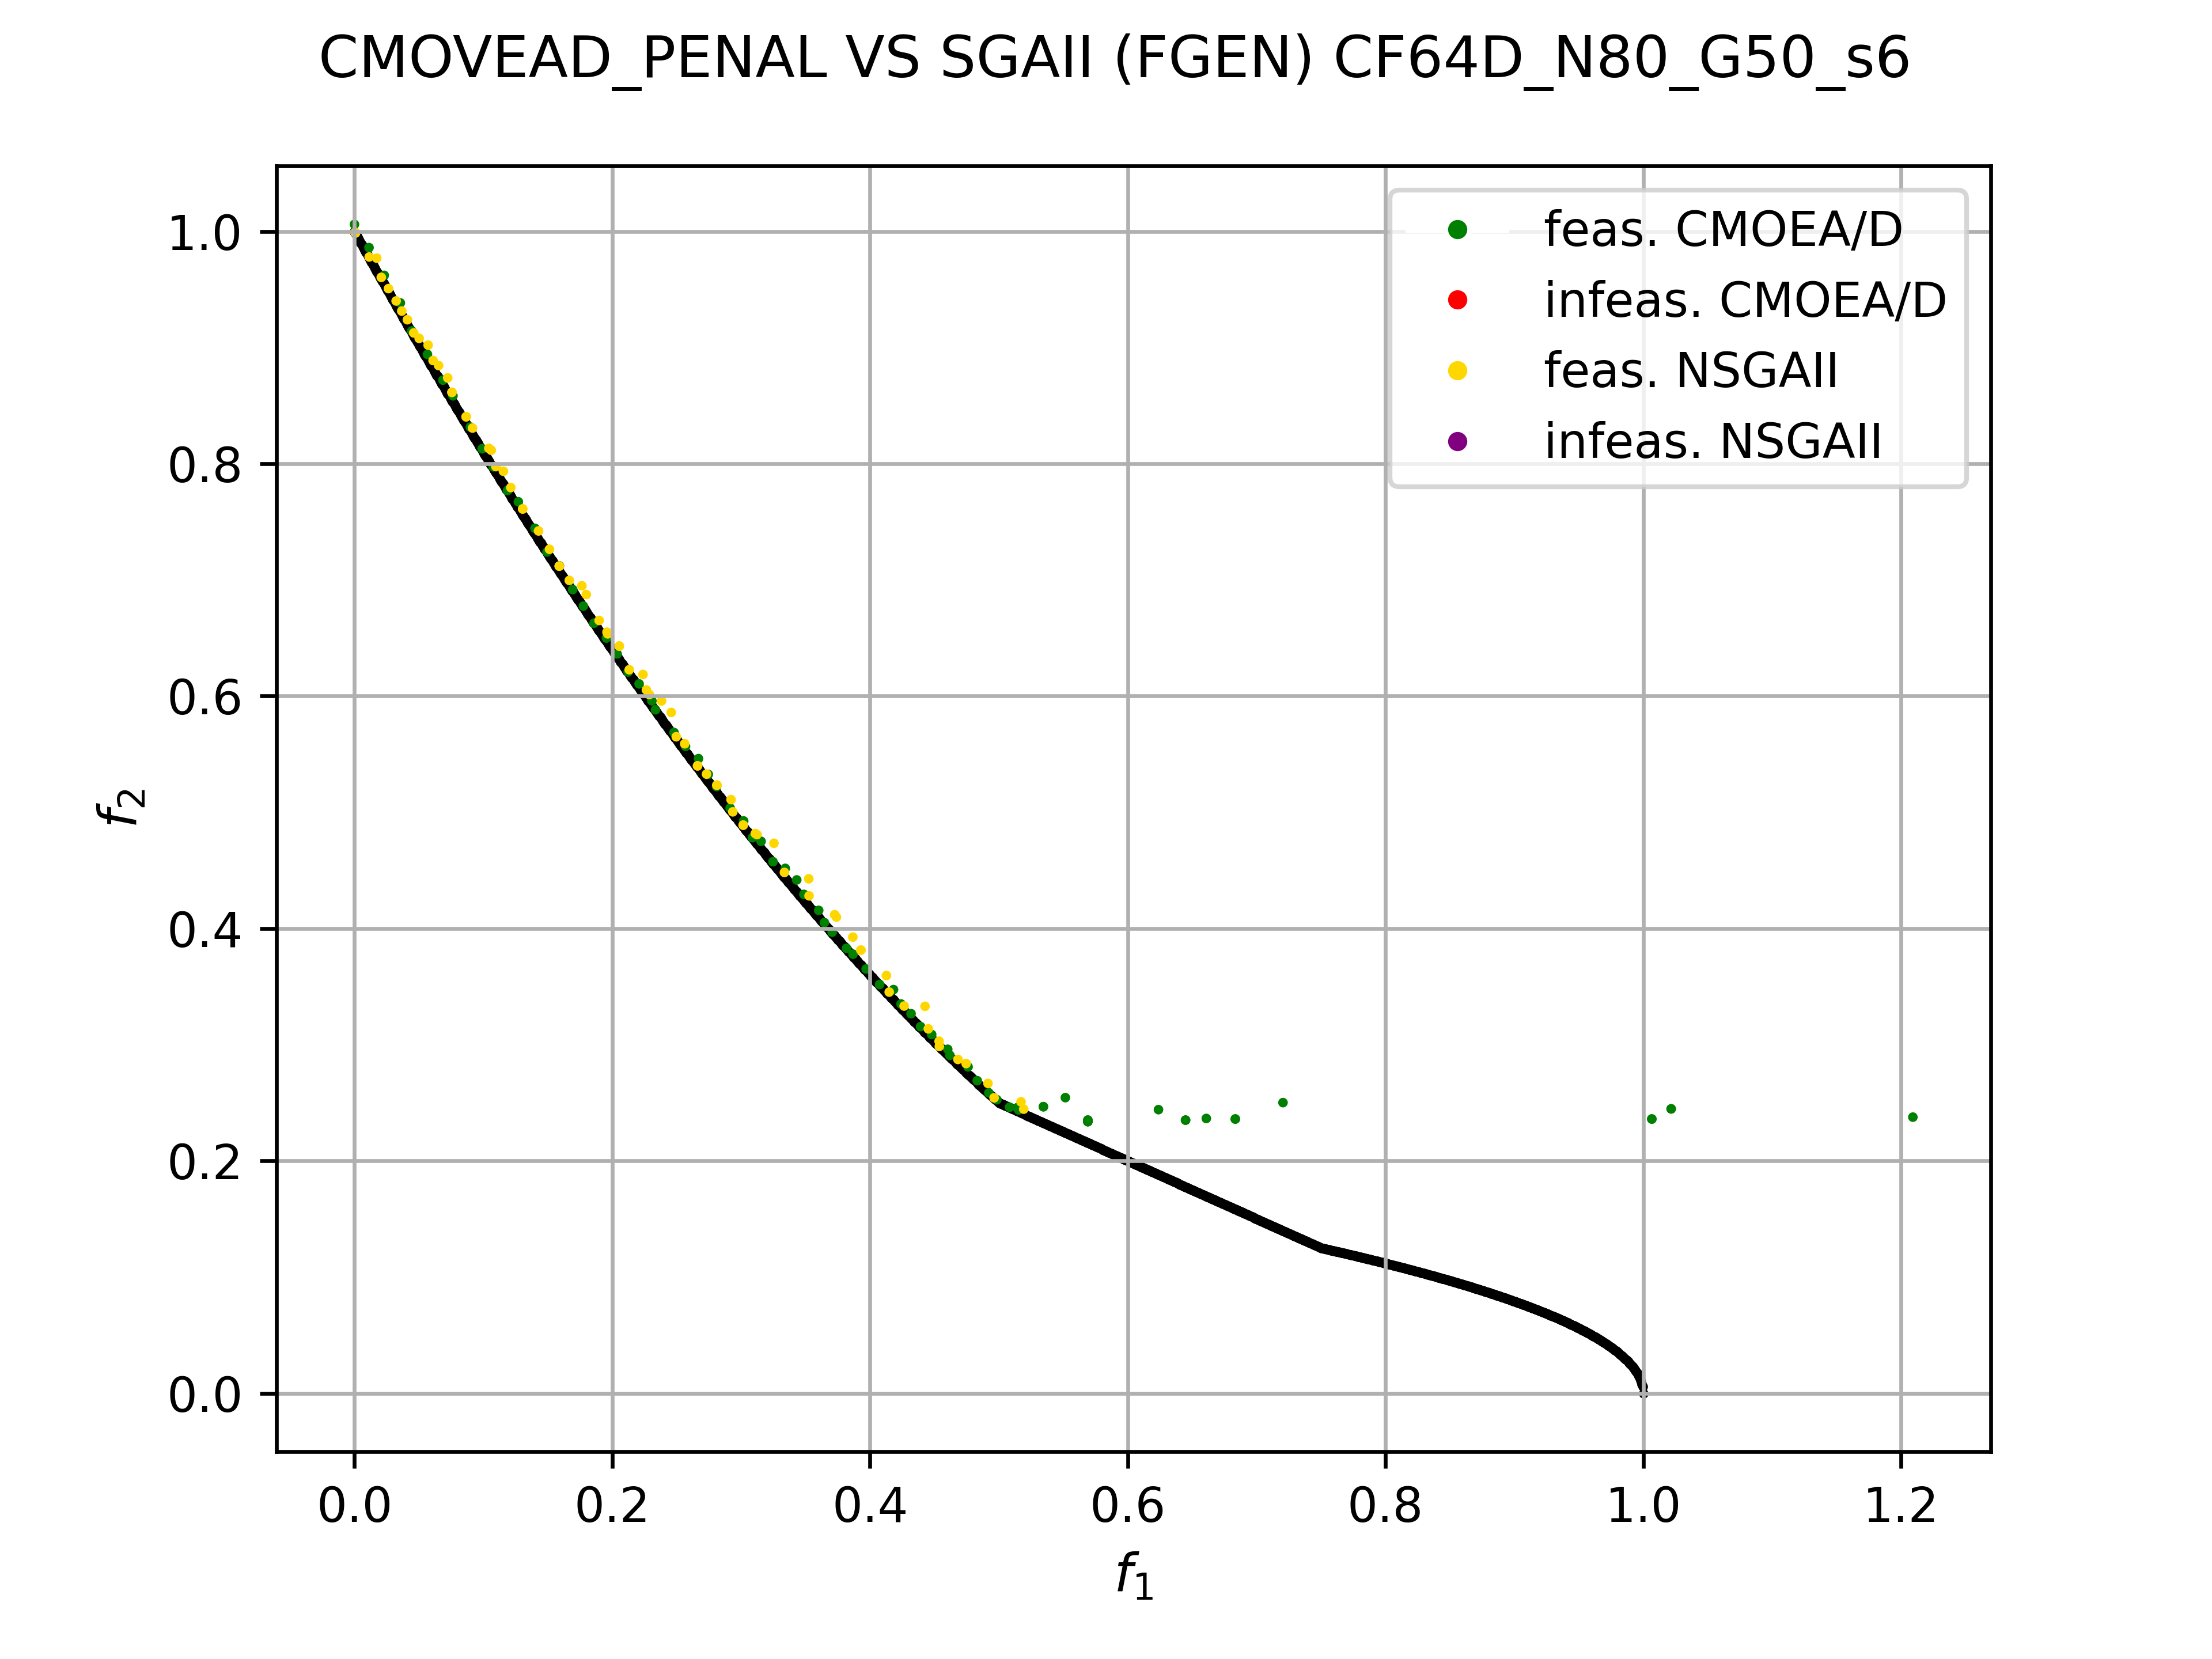 CMOVEAD_PENAL VS SGAII (FGEN) CF64D_N80_G50_s6
feas. CMOEA/D
infeas. CMOEA/D
feas. NSGAII
infeas. NSGAII
1.0
0.8
0.6
0.4
0.2
0.0
f2
0.0 0.2 0.4 0.6 0.8 1.0 1.2
f1